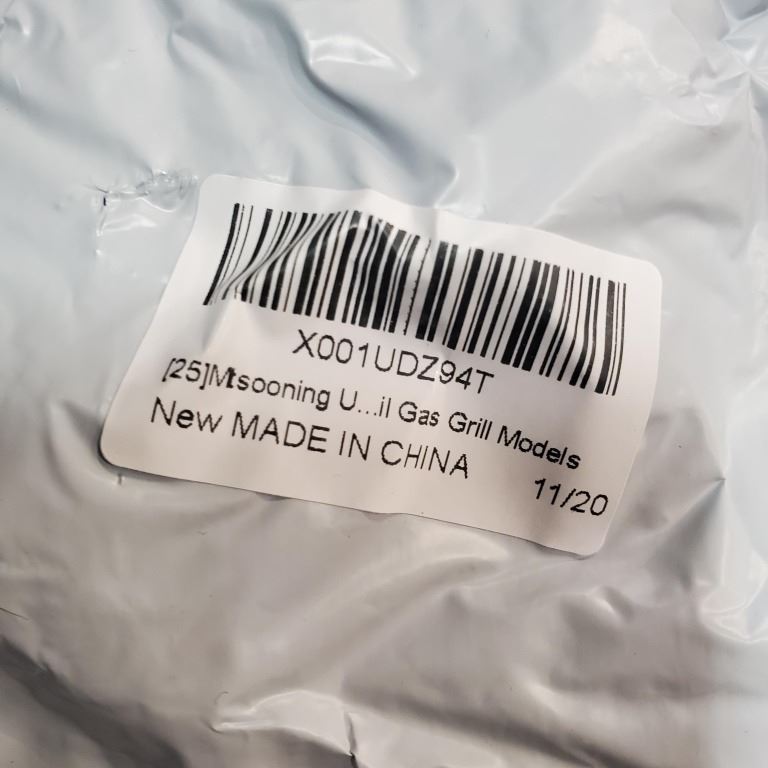 X001UDZ94T
[25]Mtsooning U...il Gas Grill Models
New MADE IN CHINA
11/20